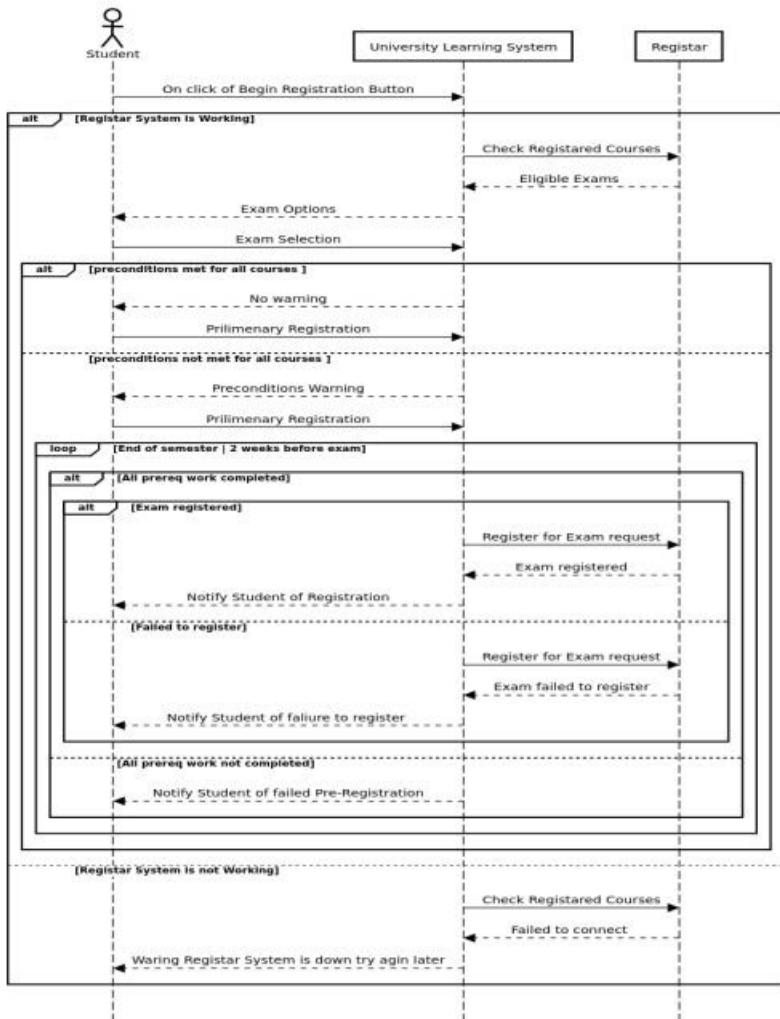 Student
University Learning System
Registar
On click of Begin Registration Button
alt [Registar System is Working]
Check Registared Courses
Eligible Exams
Exam Options
Exam Selection
alt [preconditions met for all courses ]
No warning
Prilimenary Registration
[preconditions not met for all courses ]
Preconditions Warning
Prilimenary Registration
loop [End of semester | 2 weeks before exam]
alt [All prereq work completed]
alt [Exam registered]
Register for Exam request
Exam registered
Notify Student of Registration
[Failed to register]
Register for Exam request
Exam failed to register
Notify Student of faliure to register
[All prereq work not completed]
Notify Student of failed Pre-Registration
[Registar System is not Working]
Check Registared Courses
Failed to connect
Waring Registar System is down try agin later